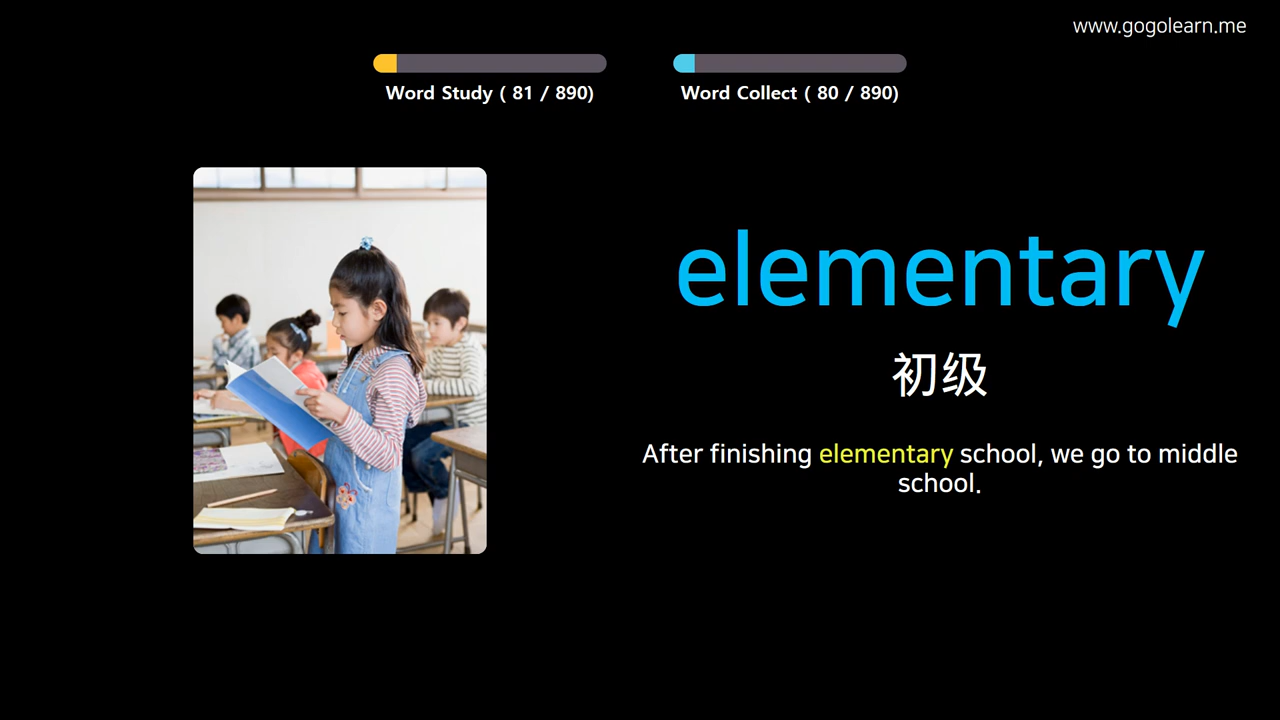 www.gogolearn.me
Word Study ( 81 / 890)
Word Collect ( 80 / 890)
elementary
初级
After finishing elementary school, we go to middle
school.